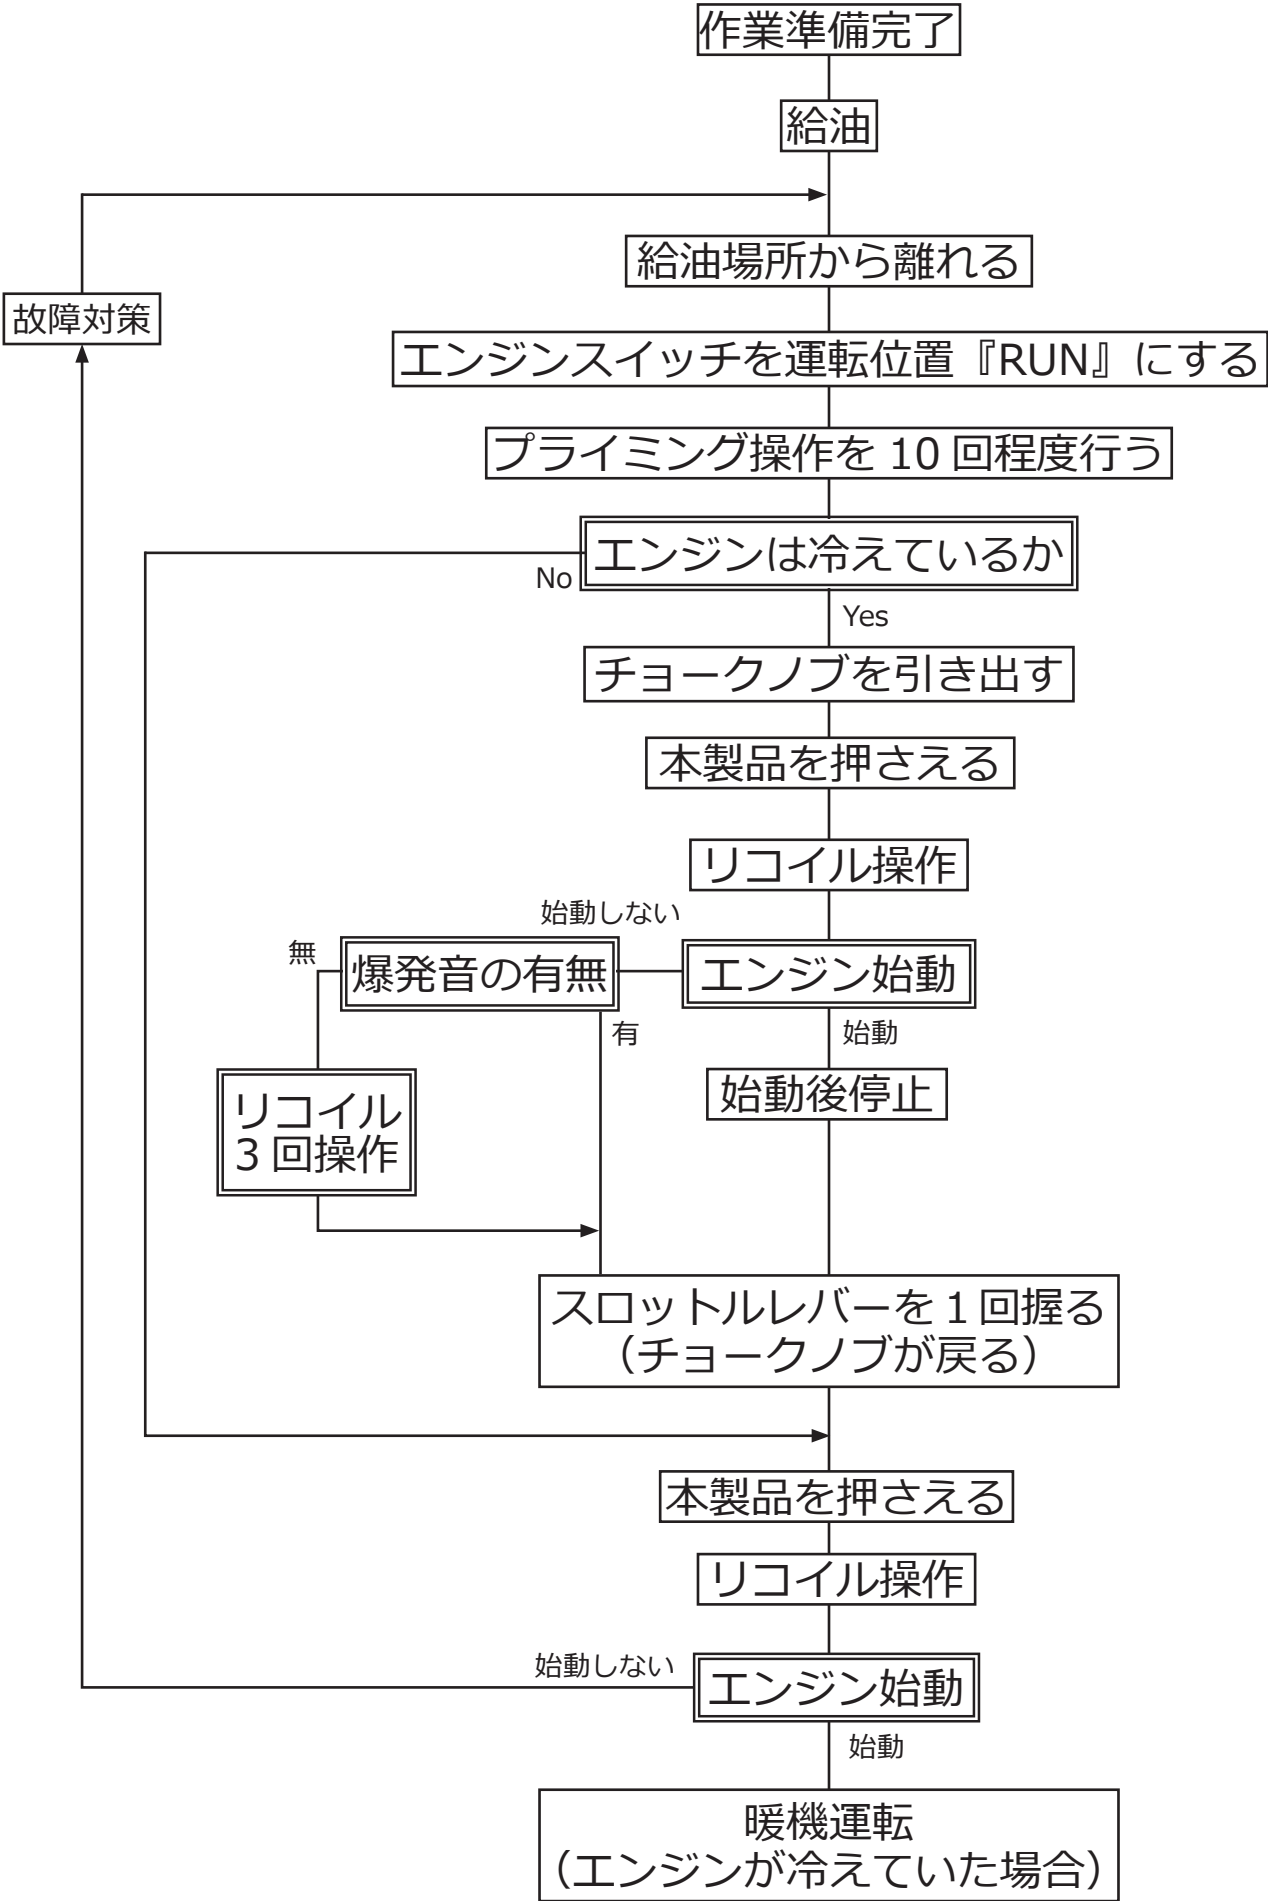 作業準備完了
給油
給油場所から離れる
故障対策
エンジンスイッチを運転位置『RUN』にする
プライミング操作を 10 回程度行う
エンジンは冷えているか
No
Yes
チョークノブを引き出す
本製品を押さえる
リコイル操作
始動しない
無
爆発音の有無
エンジン始動
有
始動
リコイル
3 回操作
始動後停止
スロットルレバーを 1 回握る
（チョークノブが戻る）
本製品を押さえる
リコイル操作
始動しない
エンジン始動
始動
暖機運転
（エンジンが冷えていた場合）